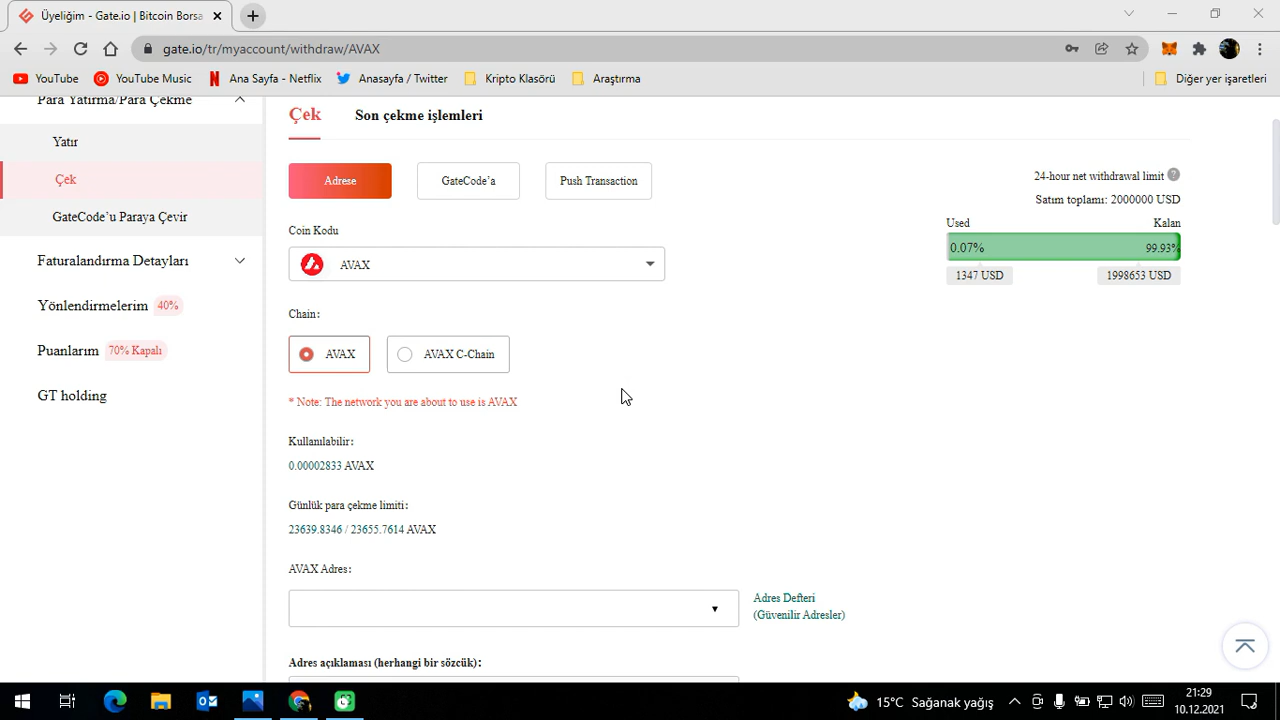 Üyeliğim - Gate.io | Bitcoin Borsa
gate.io/tr/myaccount/withdraw/AVAX
YouTube
YouTube Music
Ana Sayfa - Netflix
Anasayfa / Twitter
Kripto Klasörü
Araştırma
Diğer yer işaretleri
Para Yatırma/Para Çekme
Yatır
Çek
GateCode'u Paraya Çevir
Faturalandırma Detayları
Yönlendirmelerim 40%
Puanlarım 70% Kapalı
GT holding
Çek
Son çekme işlemleri
Adrese
GateCode'a
Push Transaction
24-hour net withdrawal limit ?
Satım toplamı: 2000000 USD
Used
Kalan
0.07%
99.93%
1347 USD
1998653 USD
Coin Kodu
AVAX
Chain:
AVAX
AVAX C-Chain
* Note: The network you are about to use is AVAX
Kullanılabilir:
0.00002833 AVAX
Günlük para çekme limiti:
23639.8346 / 23655.7614 AVAX
AVAX Adres:
Adres Defteri
(Güvenilir Adresler)
Adres açıklaması (herhangi bir sözcük):
15°C Sağanak yağış
21:29
10.12.2021